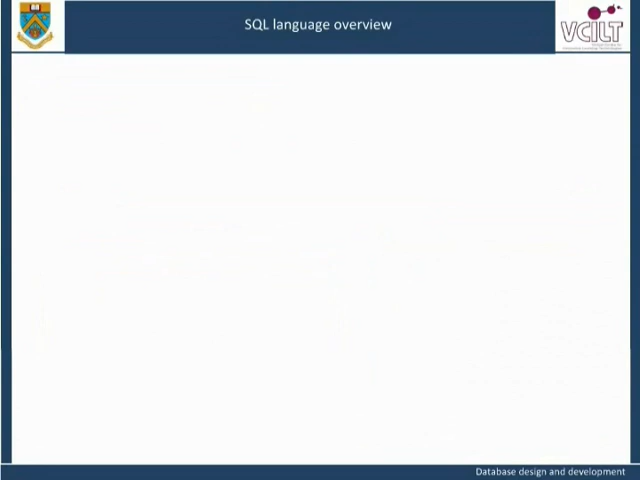 SQL language overview
VCILT
Database design and development